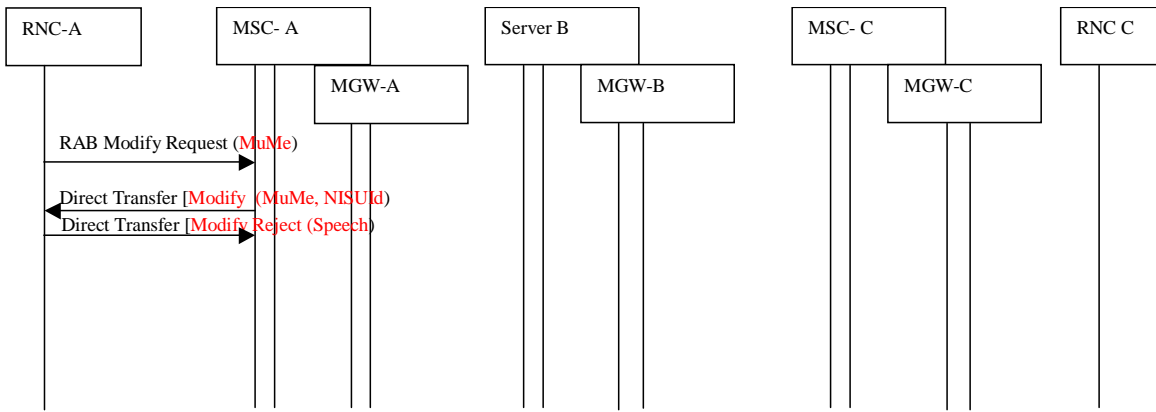 RNC-A
MSC- A
Server B
MSC- C
RNC C
MGW-A
MGW-B
MGW-C
RAB Modify Request (MuMe)
Direct Transfer [Modify  (MuMe, NISUId)
Direct Transfer [Modify Reject (Speech)